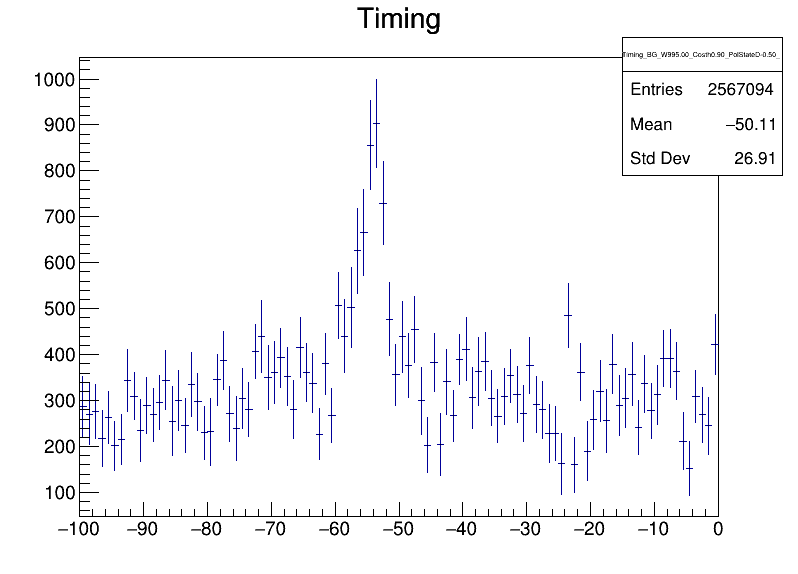 Timing
Timing_BG_W995.00_Costh0.90_PolStateD-0.50_
Entries 2567094
Mean −50.11
Std Dev 26.91
1000
900
800
700
600
500
400
300
200
100
−100 −90 −80 −70 −60 −50 −40 −30 −20 −10 0